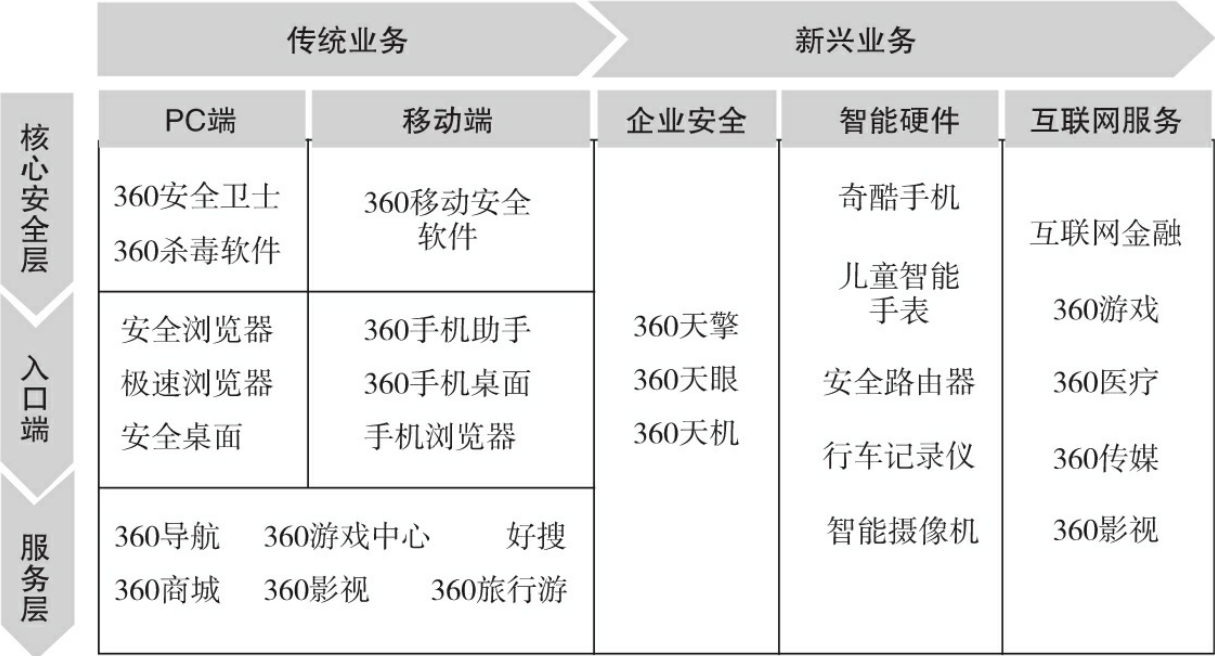 传统业务
新兴业务
PC端
移动端
企业安全
智能硬件
互联网服务
核心安全层
360安全卫士
360杀毒软件
360移动安全
软件
入口端
安全浏览器
极速浏览器
安全桌面
360手机助手
360手机桌面
手机浏览器
服务层
360导航 360游戏中心 好搜
360商城 360影视 360旅行游
360天擎
360天眼
360天机
奇酷手机
儿童智能
手表
安全路由器
行车记录仪
智能摄像机
互联网金融
360游戏
360医疗
360传媒
360影视